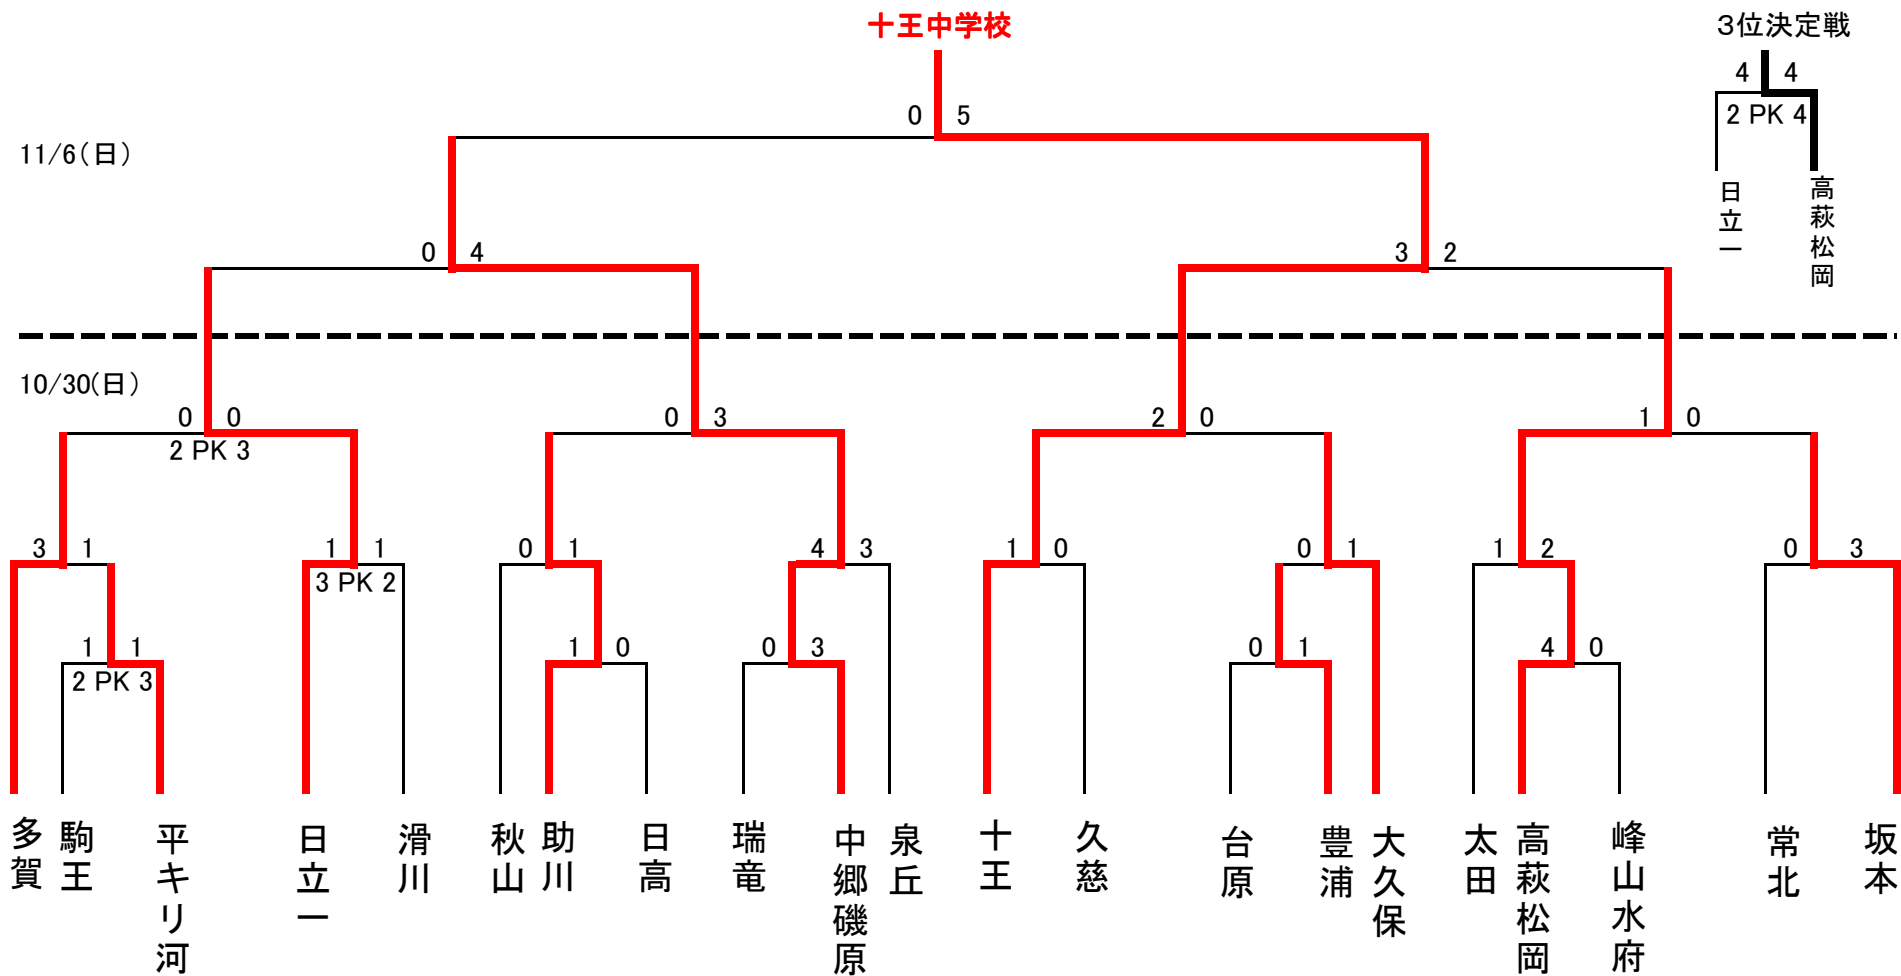 十王中学校
3位決定戦
4 4
2 PK 4
日立一
高萩松岡
0 5
11/6(日)
0 4
3 2
10/30(日)
0 0
2 PK 3
0 3
2 0
1 0
3 1
1 1
3 PK 2
0 1
4 3
1 0
0 1
1 2
0 3
1 1
2 PK 3
1 0
0 3
0 1
4 0
多賀
駒王
平キリ河
日立一
滑川
秋山
助川
日高
瑞竜
中郷磯原
泉丘
十王
久慈
台原
豊浦
大久保
太田
高萩松岡
峰山水府
常北
坂本